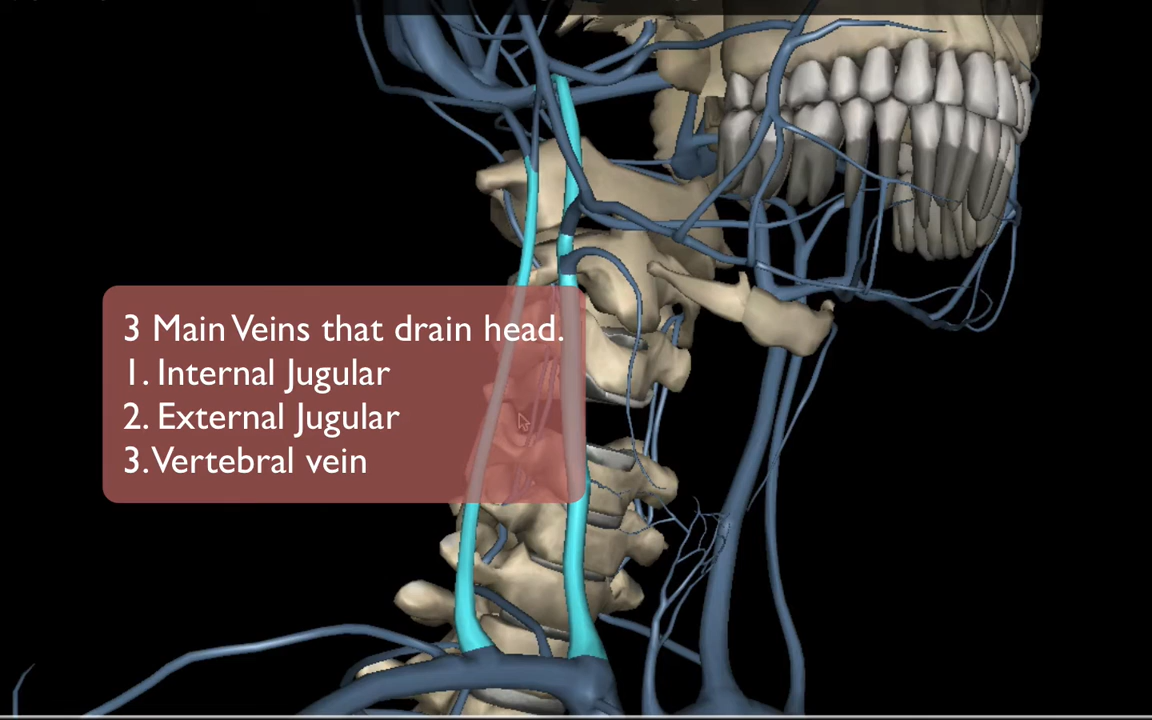 3 Main Veins that drain head.
1. Internal Jugular
2. External Jugular
3. Vertebral vein